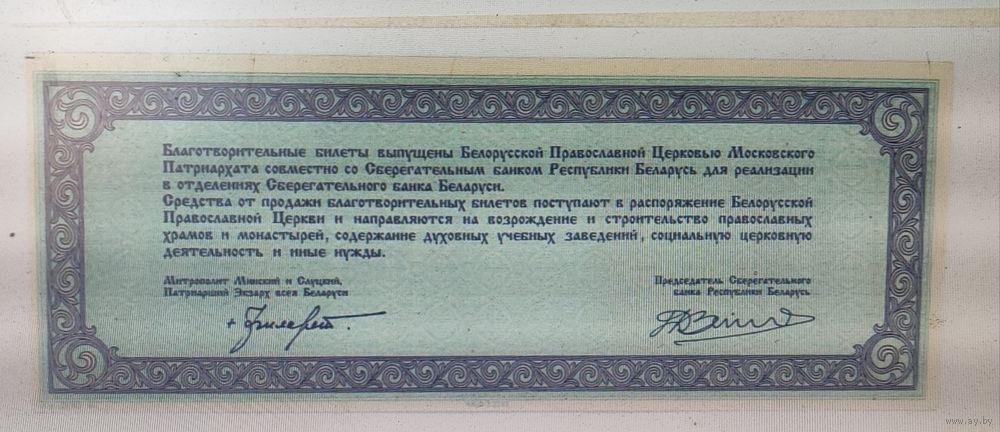 Благотворительные билеты выпущены Белорусской Православной Церковью Московского
Патриархата совместно со Сберегательным банком Республики Беларусь для реализации
в отделениях Сберегательного банка Беларуси.
Средства от продажи благотворительных билетов поступают в распоряжение Белорусской
Православной Церкви и направляются на возрождение и строительство православных
храмов и монастырей, содержание духовных учебных заведений, социальную церковную
деятельность и иные нужды.
Митрополит Минский и Слуцкий,
Патриарший Экзарх всея Беларуси
Председатель Сберегательного
банка Республики Беларусь
+ Филарет
www.ay.by